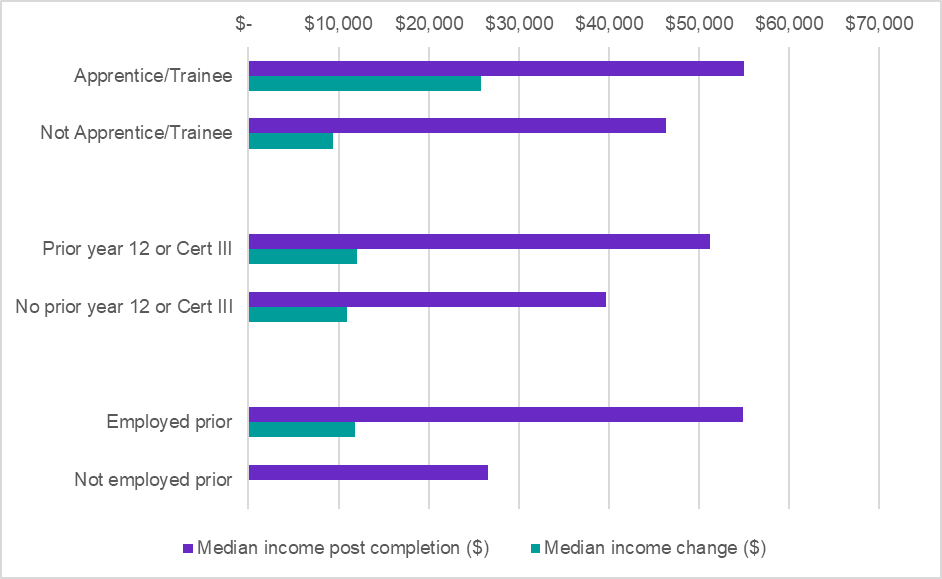 $- $10,000 $20,000 $30,000 $40,000 $50,000 $60,000 $70,000
Apprentice/Trainee
Not Apprentice/Trainee
Prior year 12 or Cert III
No prior year 12 or Cert III
Employed prior
Not employed prior
Median income post completion ($) Median income change ($)